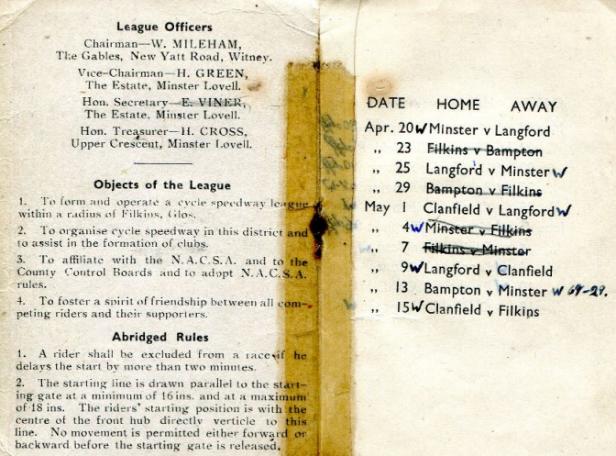 League Officers
Chairman—W. MILEHAM,
The Gables, New Yatt Road, Witney.
Vice-Chairman—H. GREEN,
The Estate, Minster Lovell.
Hon. Secretary—E. VINER,
The Estate, Minster Lovell.
Hon. Treasurer—H. CROSS,
Upper Crescent, Minster Lovell.
Objects of the League
1. To form and operate a cycle speedway league
within a radius of Filkins, Glos.
2. To organise cycle speedway in this district and
to assist in the formation of clubs.
3. To affiliate with the N.A.C.S.A. and to the
County Control Boards and to adopt N.A.C.S.A.
rules.
4. To foster a spirit of friendship between all com-
peting riders and their supporters.
Abridged Rules
1. A rider shall be excluded from a race if he
delays the start by more than two minutes.
2. The starting line is drawn parallel to the start-
ing gate at a minimum of 16 ins. and at a maximum
of 18 ins. The riders' starting position is with the
centre of the front hub directly verticle to this
line. No movement is permitted either forward or
backward before the starting gate is released.
DATE HOME AWAY
Apr. 20 W Minster v Langford
„ 23 Filkins v Bampton
„ 25 Langford v Minster W
„ 29 Bampton v Filkins
May 1 Clanfield v Langford W
„ 4 W Minster v Filkins
„ 7 Filkins v Minster
„ 9 W Langford v Clanfield
„ 13 Bampton v Minster W
„ 15 W Clanfield v Filkins